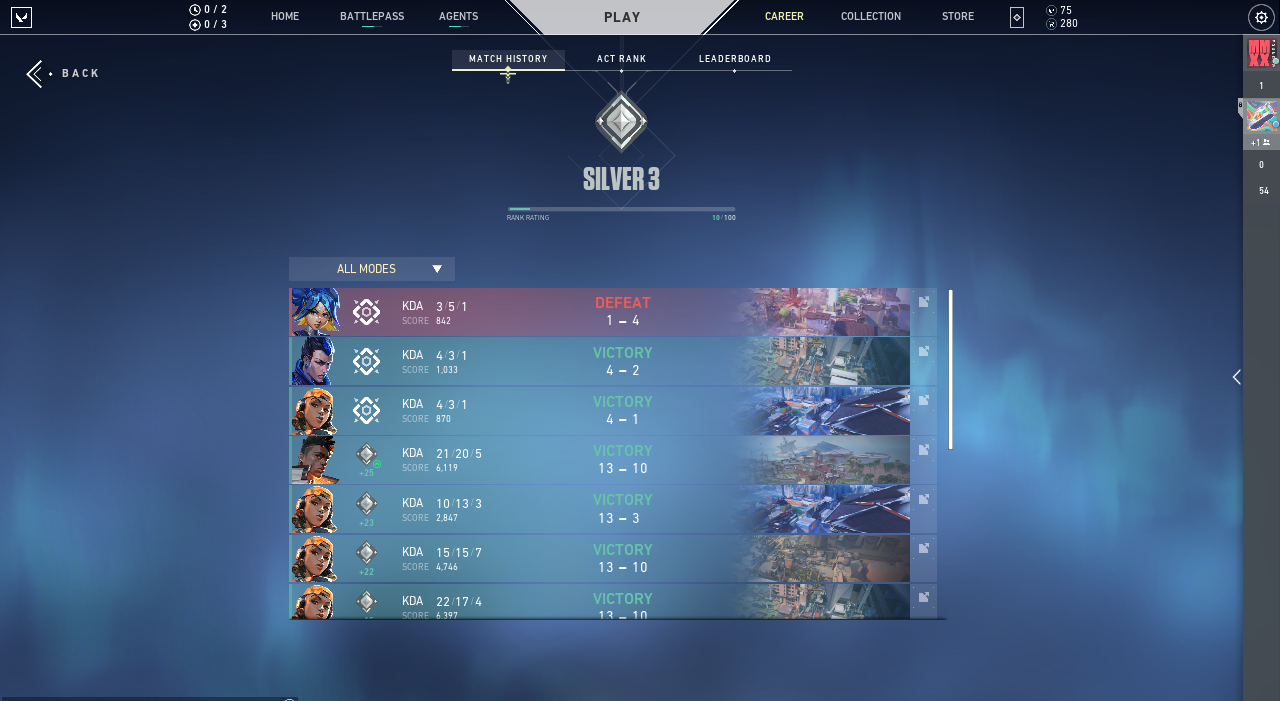 0 / 2
0 / 3
HOME
BATTLEPASS
AGENTS
PLAY
CAREER
COLLECTION
STORE
75
280
BACK
MATCH HISTORY
ACT RANK
LEADERBOARD
1
+1
0
54
SILVER 3
RANK RATING
10/100
ALL MODES
KDA 3/5/1
SCORE 842
DEFEAT
1 – 4
KDA 4/3/1
SCORE 1,033
VICTORY
4 – 2
KDA 4/3/1
SCORE 870
VICTORY
4 – 1
+25
KDA 21/20/5
SCORE 6,119
VICTORY
13 – 10
+23
KDA 10/13/3
SCORE 2,847
VICTORY
13 – 3
+22
KDA 15/15/7
SCORE 4,746
VICTORY
13 – 10
KDA 22/17/4
SCORE 6,397
VICTORY
13 – 10